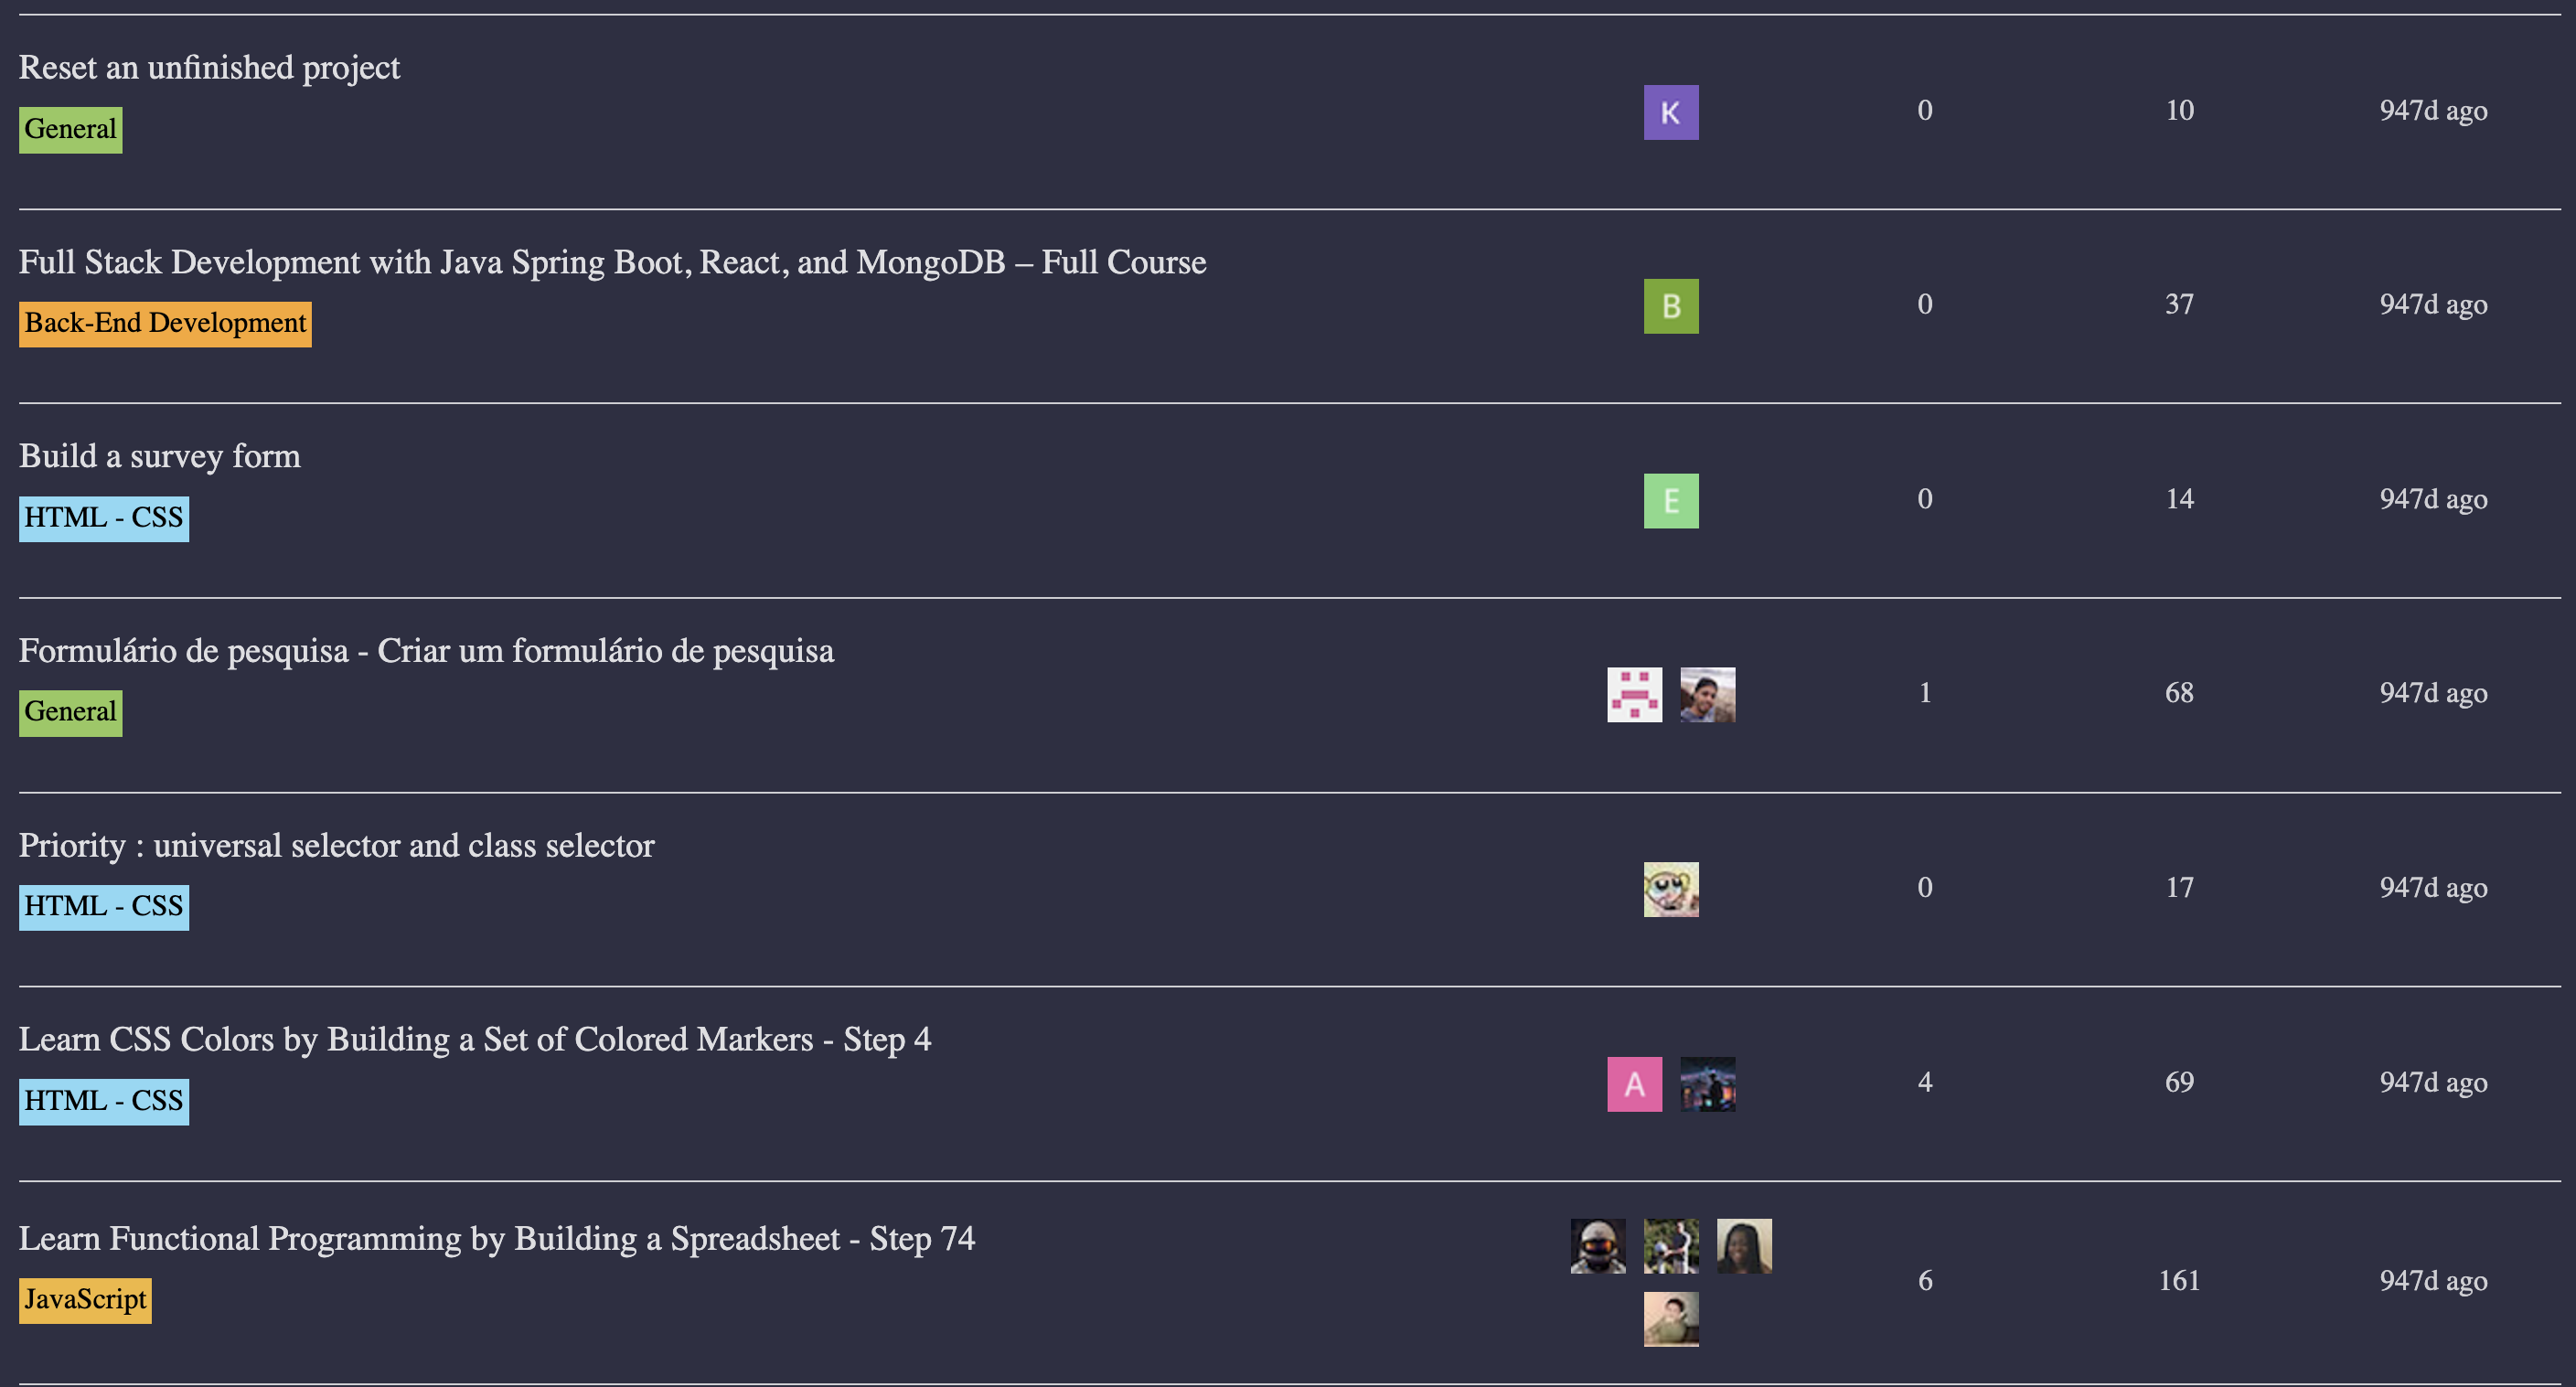 Reset an unfinished project
General
K 0 10 947d ago
Full Stack Development with Java Spring Boot, React, and MongoDB – Full Course
Back-End Development
B 0 37 947d ago
Build a survey form
HTML - CSS
E 0 14 947d ago
Formulário de pesquisa - Criar um formulário de pesquisa
General
1 68 947d ago
Priority : universal selector and class selector
HTML - CSS
0 17 947d ago
Learn CSS Colors by Building a Set of Colored Markers - Step 4
HTML - CSS
A 4 69 947d ago
Learn Functional Programming by Building a Spreadsheet - Step 74
JavaScript
6 161 947d ago